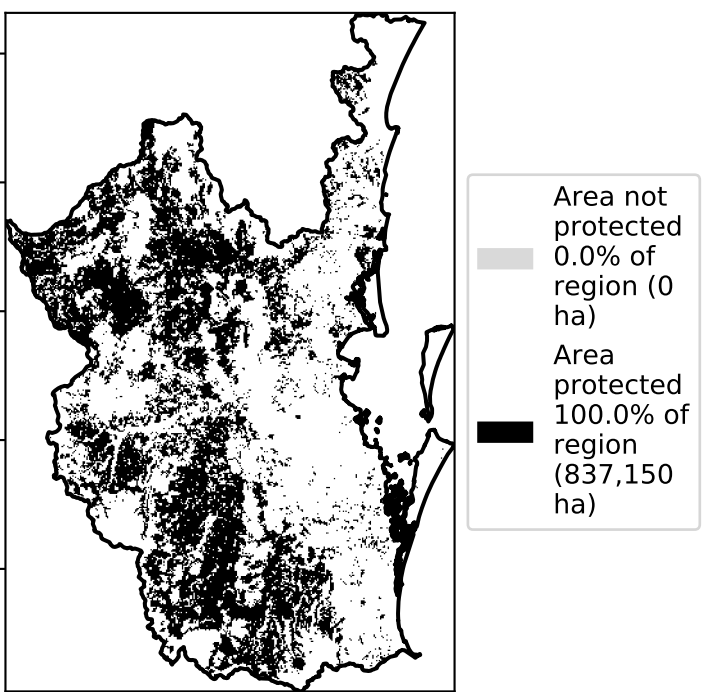 Area not
protected
0.0% of
region (0
ha)
Area
protected
100.0% of
region
(837,150
ha)